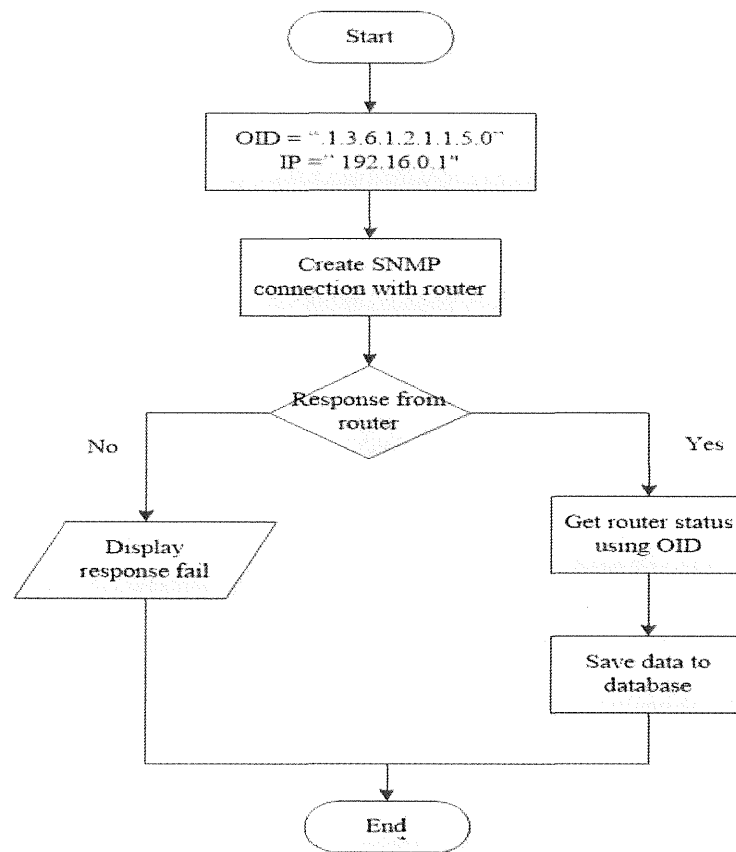 Start
OID = “.1.3.6.1.2.1.1.5.0”
IP =“ 192.16.0.1"
Create SNMP
connection with router
Response from
router
No
Yes
Display
response fail
Get router status
using OID
Save data to
database
End